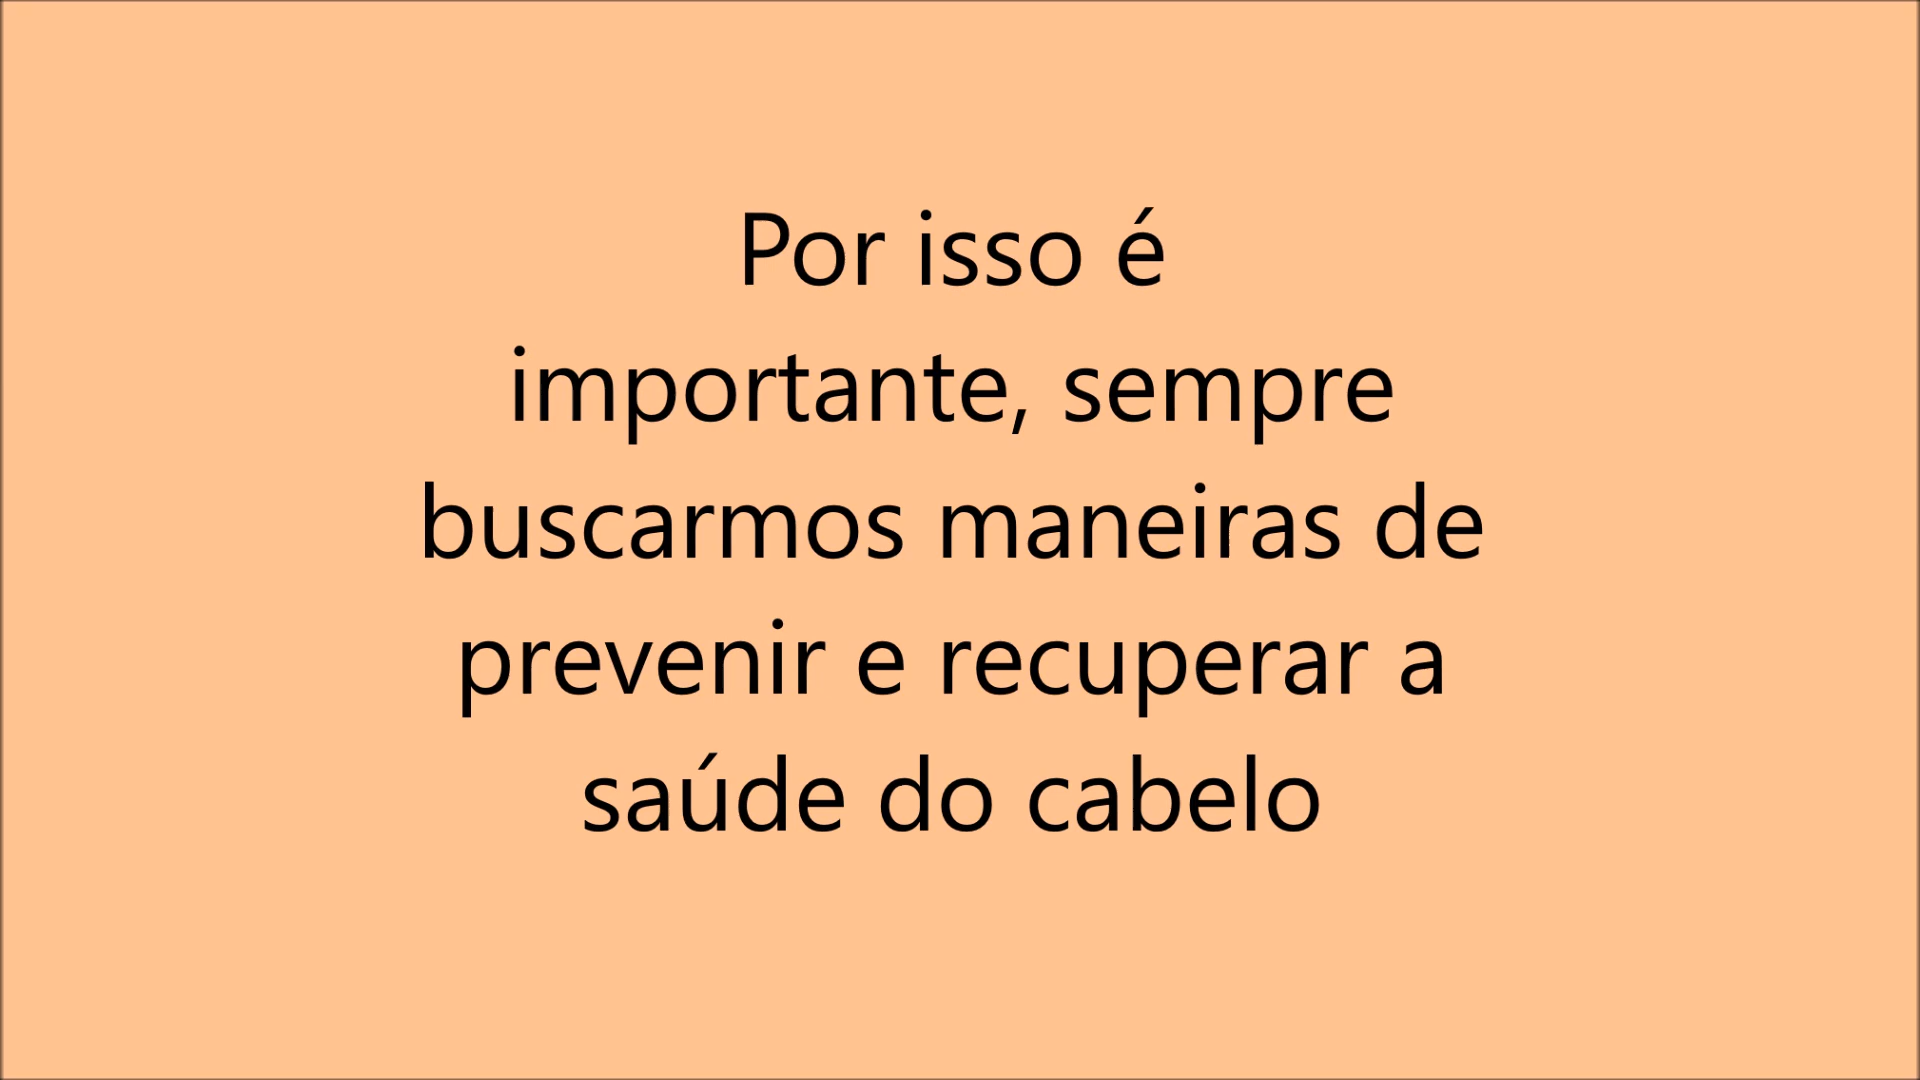 Por isso é
importante, sempre
buscarmos maneiras de
prevenir e recuperar a
saúde do cabelo